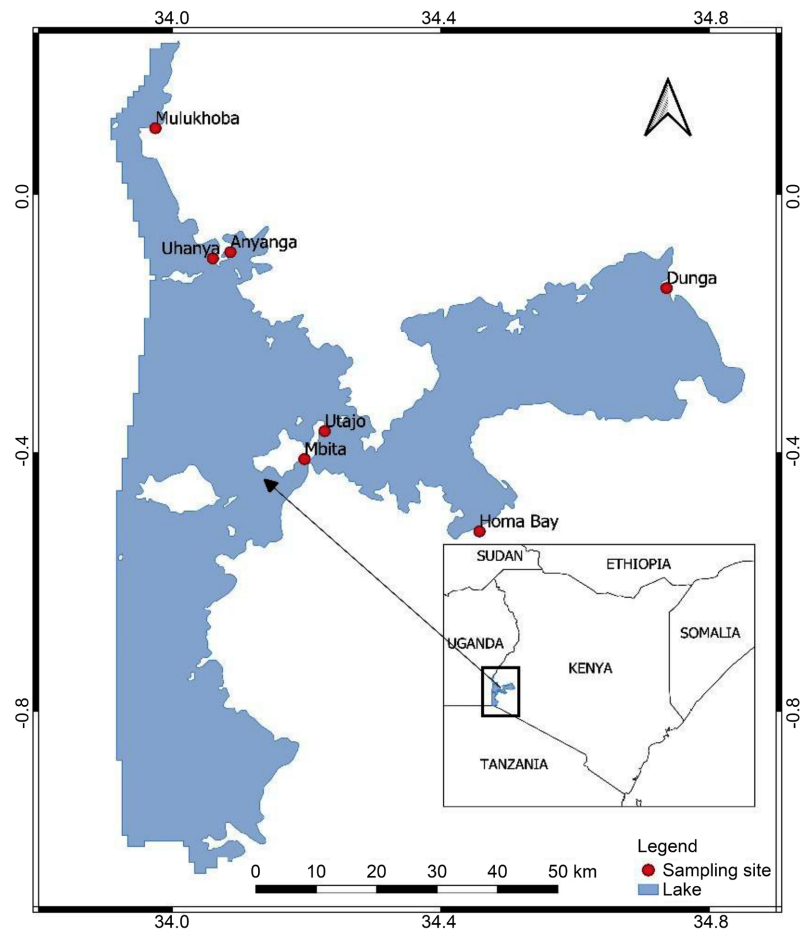 34.0 34.4 34.8
Mulukhoba
0.0 0.0
Uhanya Anyanga
Dunga
Utajo
-0.4 -0.4
Mbita
Homa Bay
SUDAN ETHIOPIA
UGANDA SOMALIA
KENYA
-0.8 -0.8
TANZANIA
Legend
Sampling site
Lake
0 10 20 30 40 50 km
34.0 34.4 34.8